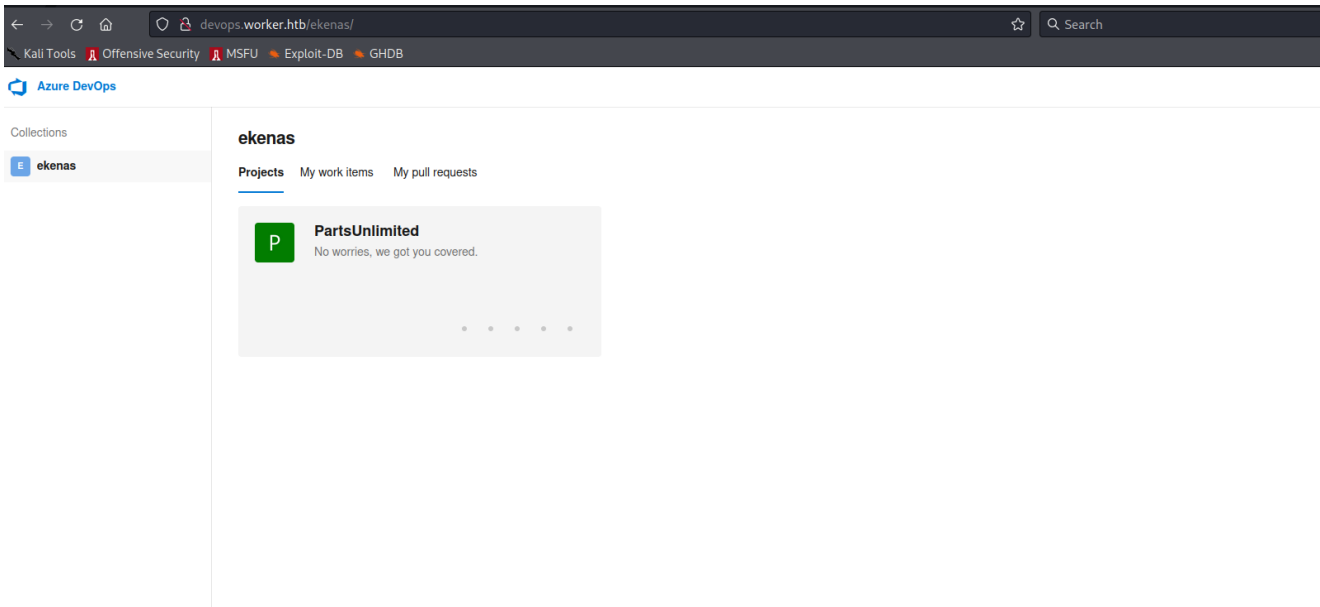 devops.worker.htb/ekenas/
Search
Kali Tools Offensive Security MSFU Exploit-DB GHDB
Azure DevOps
Collections
E ekenas
ekenas
Projects My work items My pull requests
P
PartsUnlimited
No worries, we got you covered.